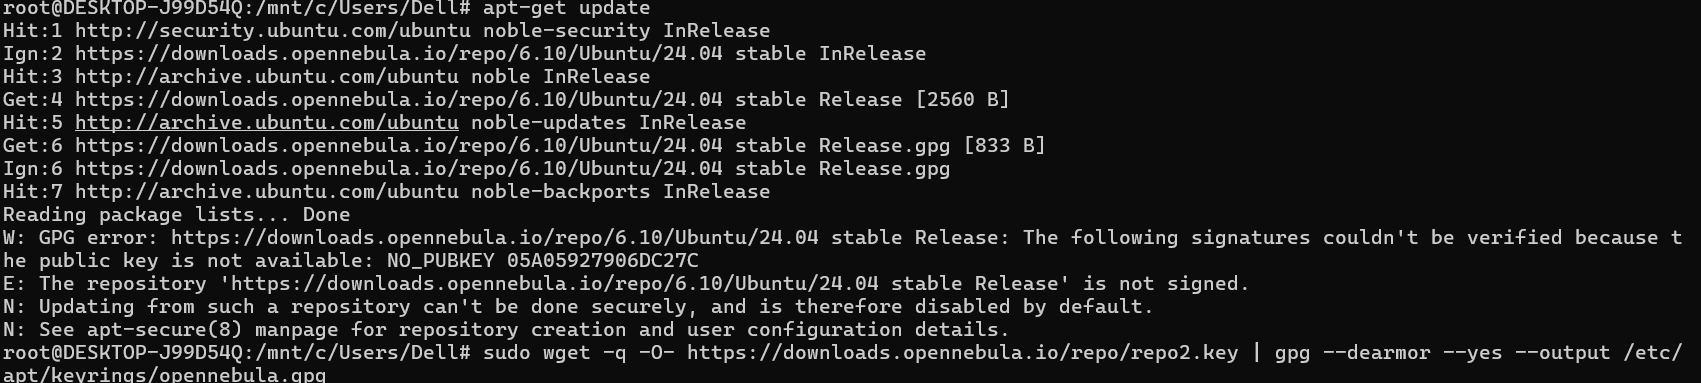 root@DESKTOP-J99D54Q:/mnt/c/Users/Dell# apt-get update
Hit:1 http://security.ubuntu.com/ubuntu noble-security InRelease
Ign:2 https://downloads.opennebula.io/repo/6.10/Ubuntu/24.04 stable InRelease
Hit:3 http://archive.ubuntu.com/ubuntu noble InRelease
Get:4 https://downloads.opennebula.io/repo/6.10/Ubuntu/24.04 stable Release [2560 B]
Hit:5 http://archive.ubuntu.com/ubuntu noble-updates InRelease
Get:6 https://downloads.opennebula.io/repo/6.10/Ubuntu/24.04 stable Release.gpg [833 B]
Ign:6 https://downloads.opennebula.io/repo/6.10/Ubuntu/24.04 stable Release.gpg
Hit:7 http://archive.ubuntu.com/ubuntu noble-backports InRelease
Reading package lists... Done
W: GPG error: https://downloads.opennebula.io/repo/6.10/Ubuntu/24.04 stable Release: The following signatures couldn't be verified because t
he public key is not available: NO_PUBKEY 05A05927906DC27C
E: The repository 'https://downloads.opennebula.io/repo/6.10/Ubuntu/24.04 stable Release' is not signed.
N: Updating from such a repository can't be done securely, and is therefore disabled by default.
N: See apt-secure(8) manpage for repository creation and user configuration details.
root@DESKTOP-J99D54Q:/mnt/c/Users/Dell# sudo wget -q -O- https://downloads.opennebula.io/repo/repo2.key | gpg --dearmor --yes --output /etc/
apt/keyrings/opennebula.gpg